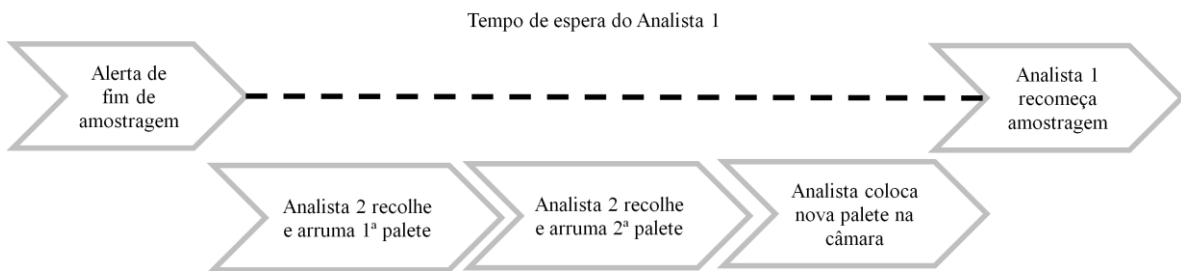 Tempo de espera do Analista 1
Alerta de
fim de
amostragem
Analista 1
recomeça
amostragem
Analista 2 recolhe
e arruma 1ª palete
Analista 2 recolhe
e arruma 2ª palete
Analista coloca
nova palete na
câmara